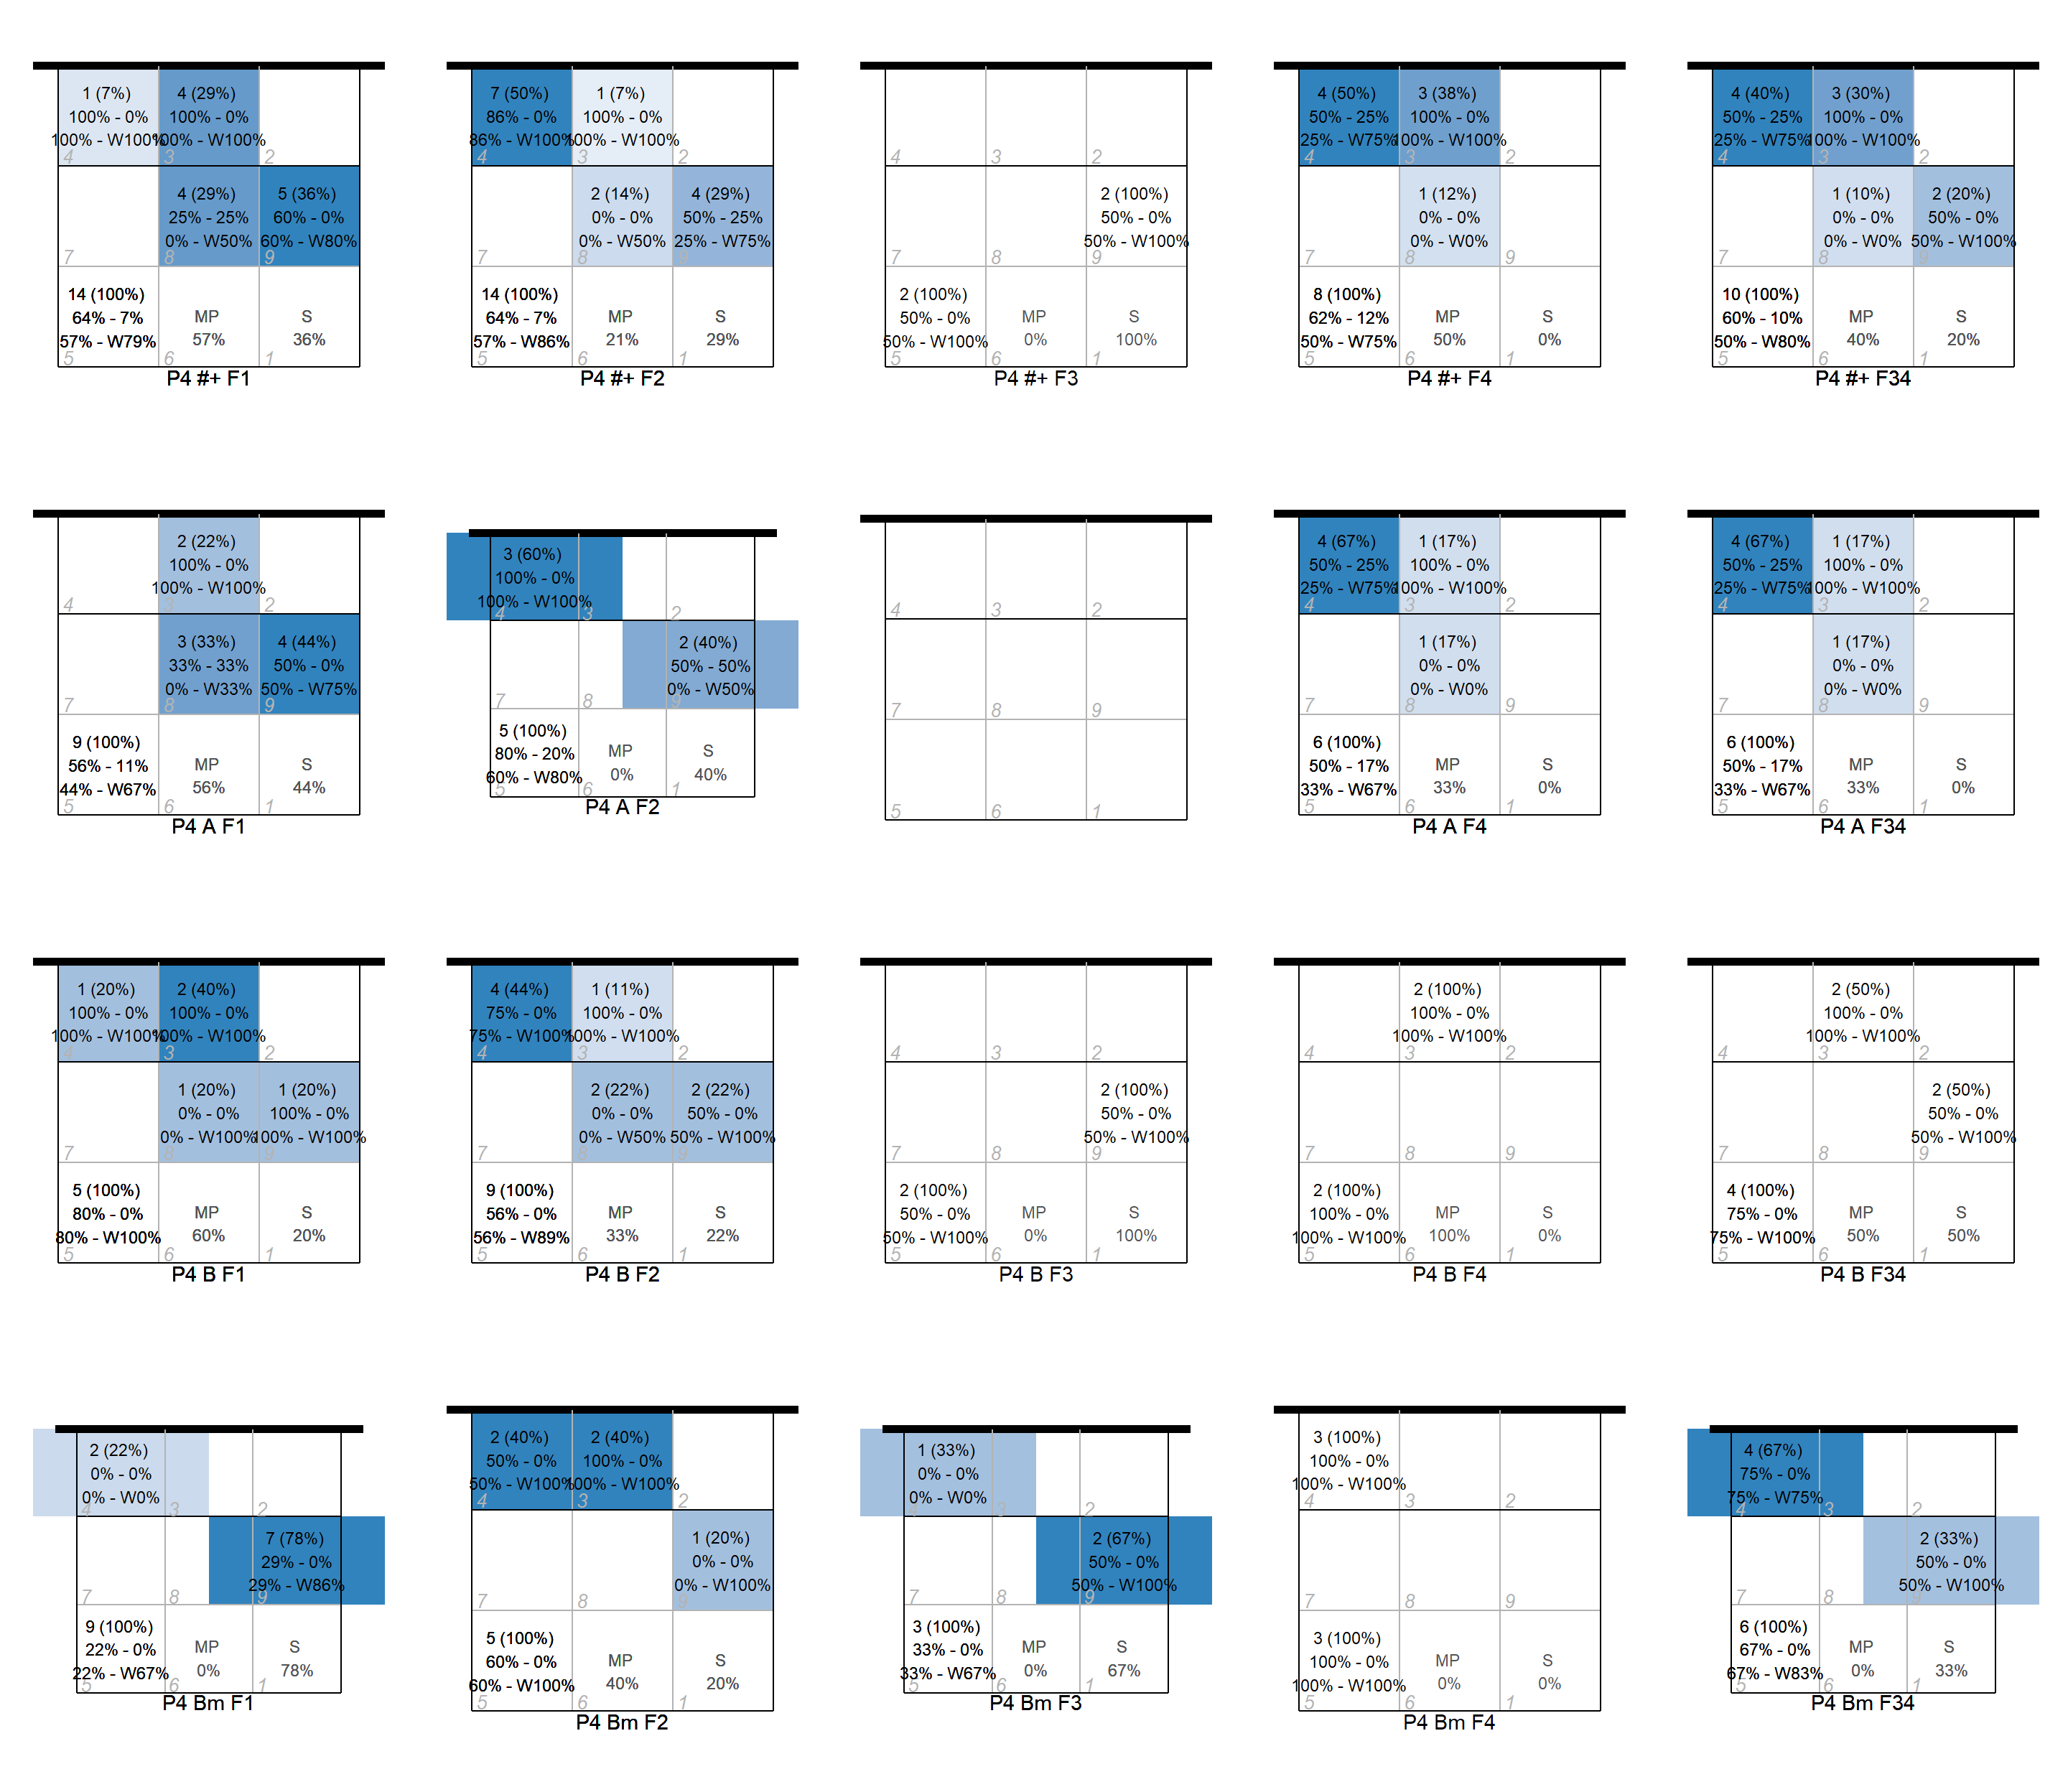 1 (7%) 4 (29%)
100% - 0% 100% - 0%
100% - W100% 100% - W100%
4 3 2
4 (29%) 5 (36%)
25% - 25% 60% - 0%
0% - W50% 60% - W80%
7 8 9
14 (100%)
64% - 7% MP S
57% - W79% 57% 36%
5 6 1
P4 #+ F1
7 (50%) 1 (7%)
86% - 0% 100% - 0%
86% - W100% 100% - W100%
4 3 2
2 (14%) 4 (29%)
0% - 0% 50% - 25%
0% - W50% 25% - W75%
7 8 9
14 (100%)
64% - 7% MP S
57% - W86% 21% 29%
5 6 1
P4 #+ F2
4 3 2
2 (100%)
50% - 0%
50% - W100%
7 8 9
2 (100%)
50% - 0% MP S
50% - W100% 0% 100%
5 6 1
P4 #+ F3
4 (50%) 3 (38%)
50% - 25% 100% - 0%
25% - W75% 100% - W100%
4 3 2
1 (12%)
0% - 0%
0% - W0%
7 8 9
8 (100%)
62% - 12% MP S
50% - W75% 50% 0%
5 6 1
P4 #+ F4
4 (40%) 3 (30%)
50% - 25% 100% - 0%
25% - W75% 100% - W100%
4 3 2
1 (10%) 2 (20%)
0% - 0% 50% - 0%
0% - W0% 50% - W100%
7 8 9
10 (100%)
60% - 10% MP S
50% - W80% 40% 20%
5 6 1
P4 #+ F34
2 (22%)
100% - 0%
100% - W100%
4 3 2
3 (33%) 4 (44%)
33% - 33% 50% - 0%
0% - W33% 50% - W75%
7 8 9
9 (100%)
56% - 11% MP S
44% - W67% 56% 44%
5 6 1
P4 A F1
3 (60%)
100% - 0%
100% - W100%
4 3 2
2 (40%)
50% - 50%
0% - W50%
7 8 9
5 (100%)
80% - 20% MP S
60% - W80% 0% 40%
5 6 1
P4 A F2
4 3 2
7 8 9
5 6 1
4 (67%) 1 (17%)
50% - 25% 100% - 0%
25% - W75% 100% - W100%
4 3 2
1 (17%)
0% - 0%
0% - W0%
7 8 9
6 (100%)
50% - 17% MP S
33% - W67% 33% 0%
5 6 1
P4 A F4
4 (67%) 1 (17%)
50% - 25% 100% - 0%
25% - W75% 100% - W100%
4 3 2
1 (17%)
0% - 0%
0% - W0%
7 8 9
6 (100%)
50% - 17% MP S
33% - W67% 33% 0%
5 6 1
P4 A F34
1 (20%) 2 (40%)
100% - 0% 100% - 0%
100% - W100% 100% - W100%
4 3 2
1 (20%) 1 (20%)
0% - 0% 100% - 0%
0% - W100% 100% - W100%
7 8 9
5 (100%)
80% - 0% MP S
80% - W100% 60% 20%
5 6 1
P4 B F1
4 (44%) 1 (11%)
75% - 0% 100% - 0%
75% - W100% 100% - W100%
4 3 2
2 (22%) 2 (22%)
0% - 0% 50% - 0%
0% - W50% 50% - W100%
7 8 9
9 (100%)
56% - 0% MP S
56% - W89% 33% 22%
5 6 1
P4 B F2
4 3 2
2 (100%)
50% - 0%
50% - W100%
7 8 9
2 (100%)
50% - 0% MP S
50% - W100% 0% 100%
5 6 1
P4 B F3
2 (100%)
100% - 0%
100% - W100%
4 3 2
7 8 9
2 (100%)
100% - 0% MP S
100% - W100% 100% 0%
5 6 1
P4 B F4
2 (50%)
100% - 0%
100% - W100%
4 3 2
2 (50%)
50% - 0%
50% - W100%
7 8 9
4 (100%)
75% - 0% MP S
75% - W100% 50% 50%
5 6 1
P4 B F34
2 (22%)
0% - 0%
0% - W0%
4 3 2
7 (78%)
29% - 0%
29% - W86%
7 8 9
9 (100%)
22% - 0% MP S
22% - W67% 0% 78%
5 6 1
P4 Bm F1
2 (40%) 2 (40%)
50% - 0% 100% - 0%
50% - W100% 100% - W100%
4 3 2
1 (20%)
0% - 0%
0% - W100%
7 8 9
5 (100%)
60% - 0% MP S
60% - W100% 40% 20%
5 6 1
P4 Bm F2
1 (33%)
0% - 0%
0% - W0%
4 3 2
2 (67%)
50% - 0%
50% - W100%
7 8 9
3 (100%)
33% - 0% MP S
33% - W67% 0% 67%
5 6 1
P4 Bm F3
3 (100%)
100% - 0%
100% - W100%
4 3 2
7 8 9
3 (100%)
100% - 0% MP S
100% - W100% 0% 0%
5 6 1
P4 Bm F4
4 (67%)
75% - 0%
75% - W75%
4 3 2
2 (33%)
50% - 0%
50% - W100%
7 8 9
6 (100%)
67% - 0% MP S
67% - W83% 0% 33%
5 6 1
P4 Bm F34